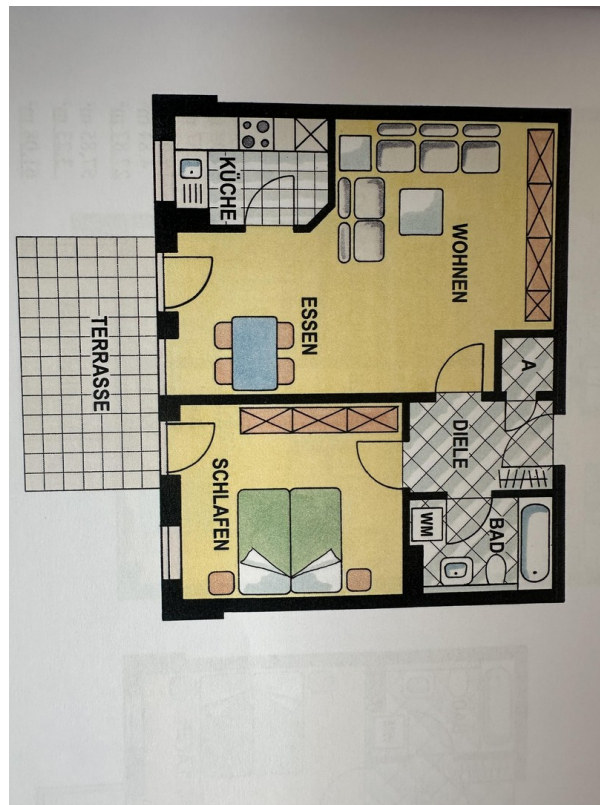 A
BAD
WOHNEN
DIELE
WM
ESSEN
KÜCHE
SCHLAFEN
TERRASSE